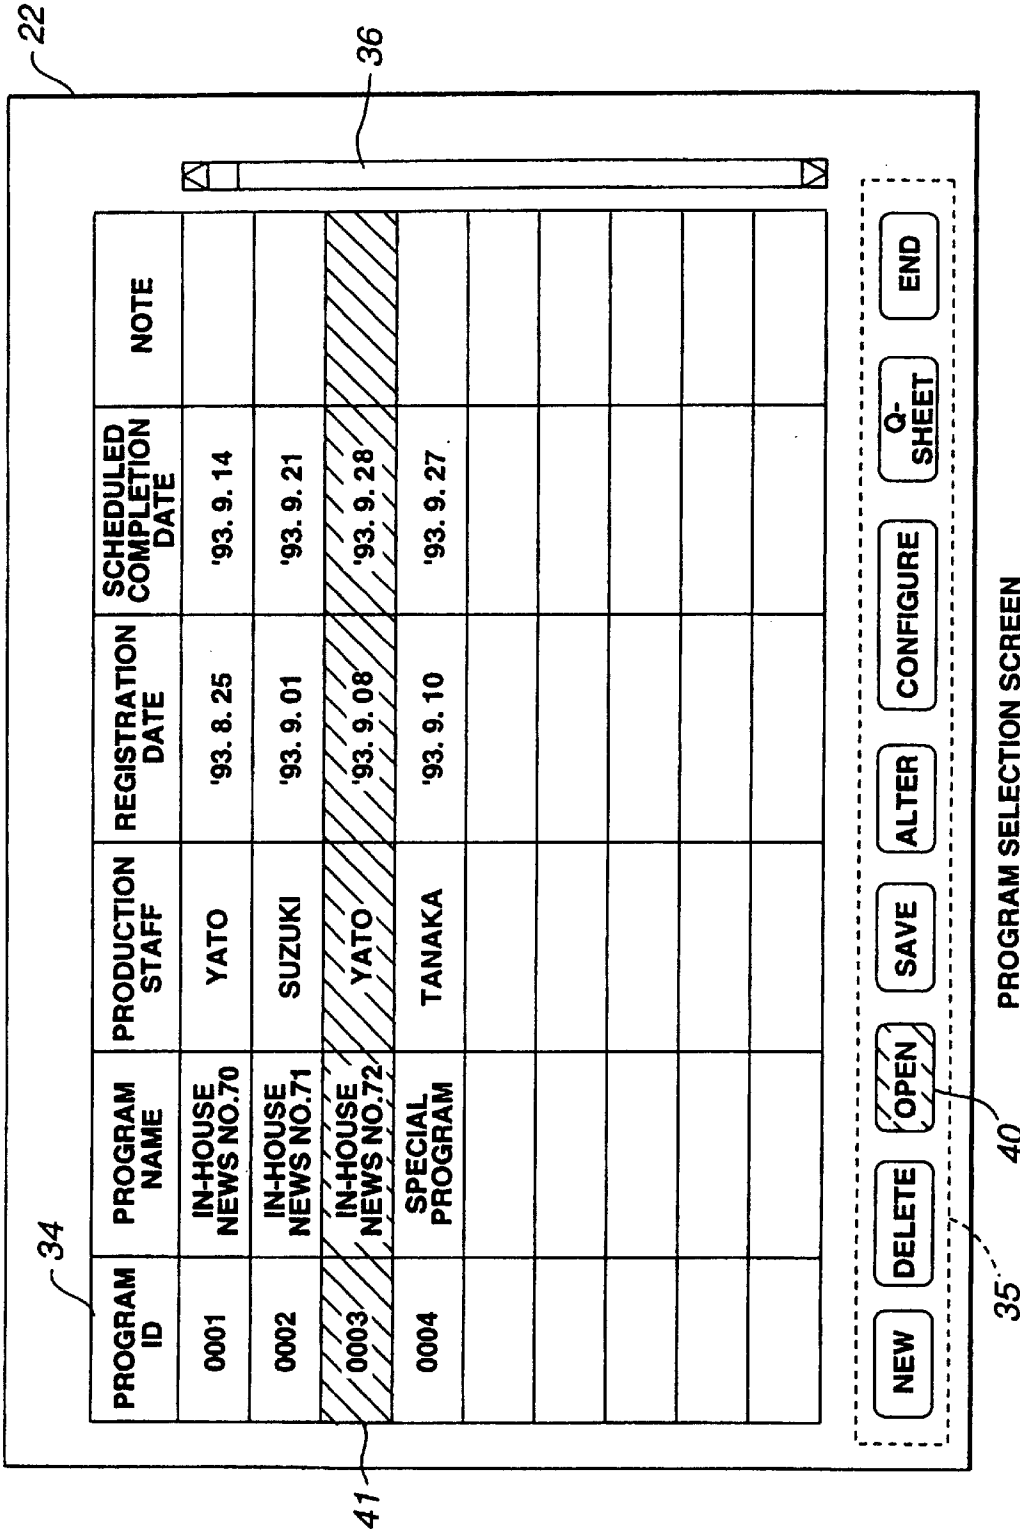 22
34
36
PROGRAM
ID
PROGRAM
NAME
PRODUCTION
STAFF
REGISTRATION
DATE
SCHEDULED
COMPLETION
DATE
NOTE
0001
IN-HOUSE
NEWS NO.70
YATO
'93. 8. 25
'93. 9. 14
0002
IN-HOUSE
NEWS NO.71
SUZUKI
'93. 9. 01
'93. 9. 21
0003
IN-HOUSE
NEWS NO.72
YATO
'93. 9. 08
'93. 9. 28
0004
SPECIAL
PROGRAM
TANAKA
'93. 9. 10
'93. 9. 27
41
NEW
DELETE
OPEN
SAVE
ALTER
CONFIGURE
Q-
SHEET
END
35
40
PROGRAM SELECTION SCREEN